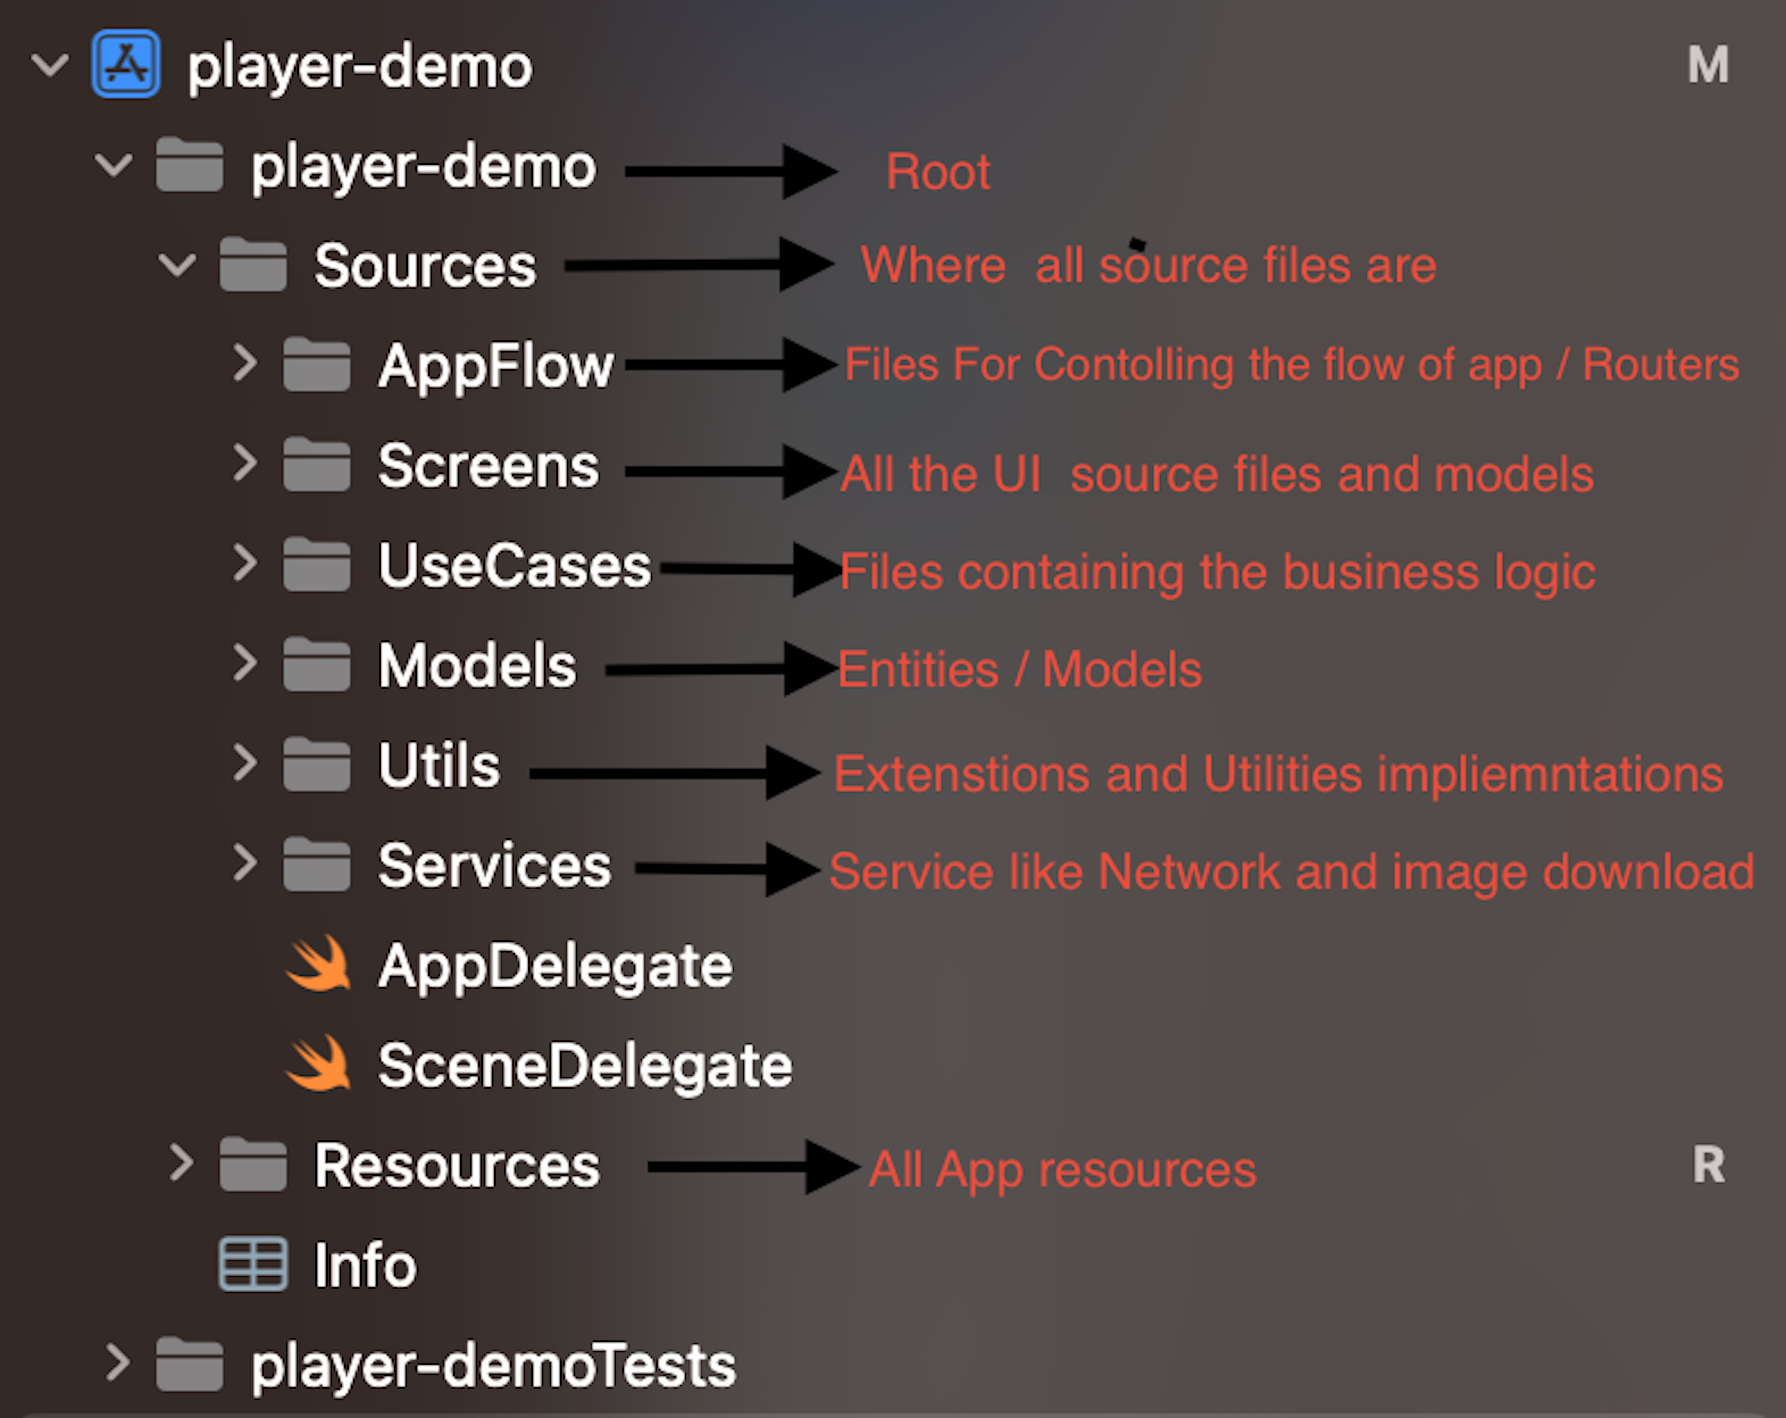 player-demo M
player-demo Root
Sources Where all source files are
AppFlow Files For Contolling the flow of app / Routers
Screens All the UI source files and models
UseCases Files containing the business logic
Models Entities / Models
Utils Extenstions and Utilities impliemntations
Services Service like Network and image download
AppDelegate
SceneDelegate
Resources All App resources R
Info
player-demoTests